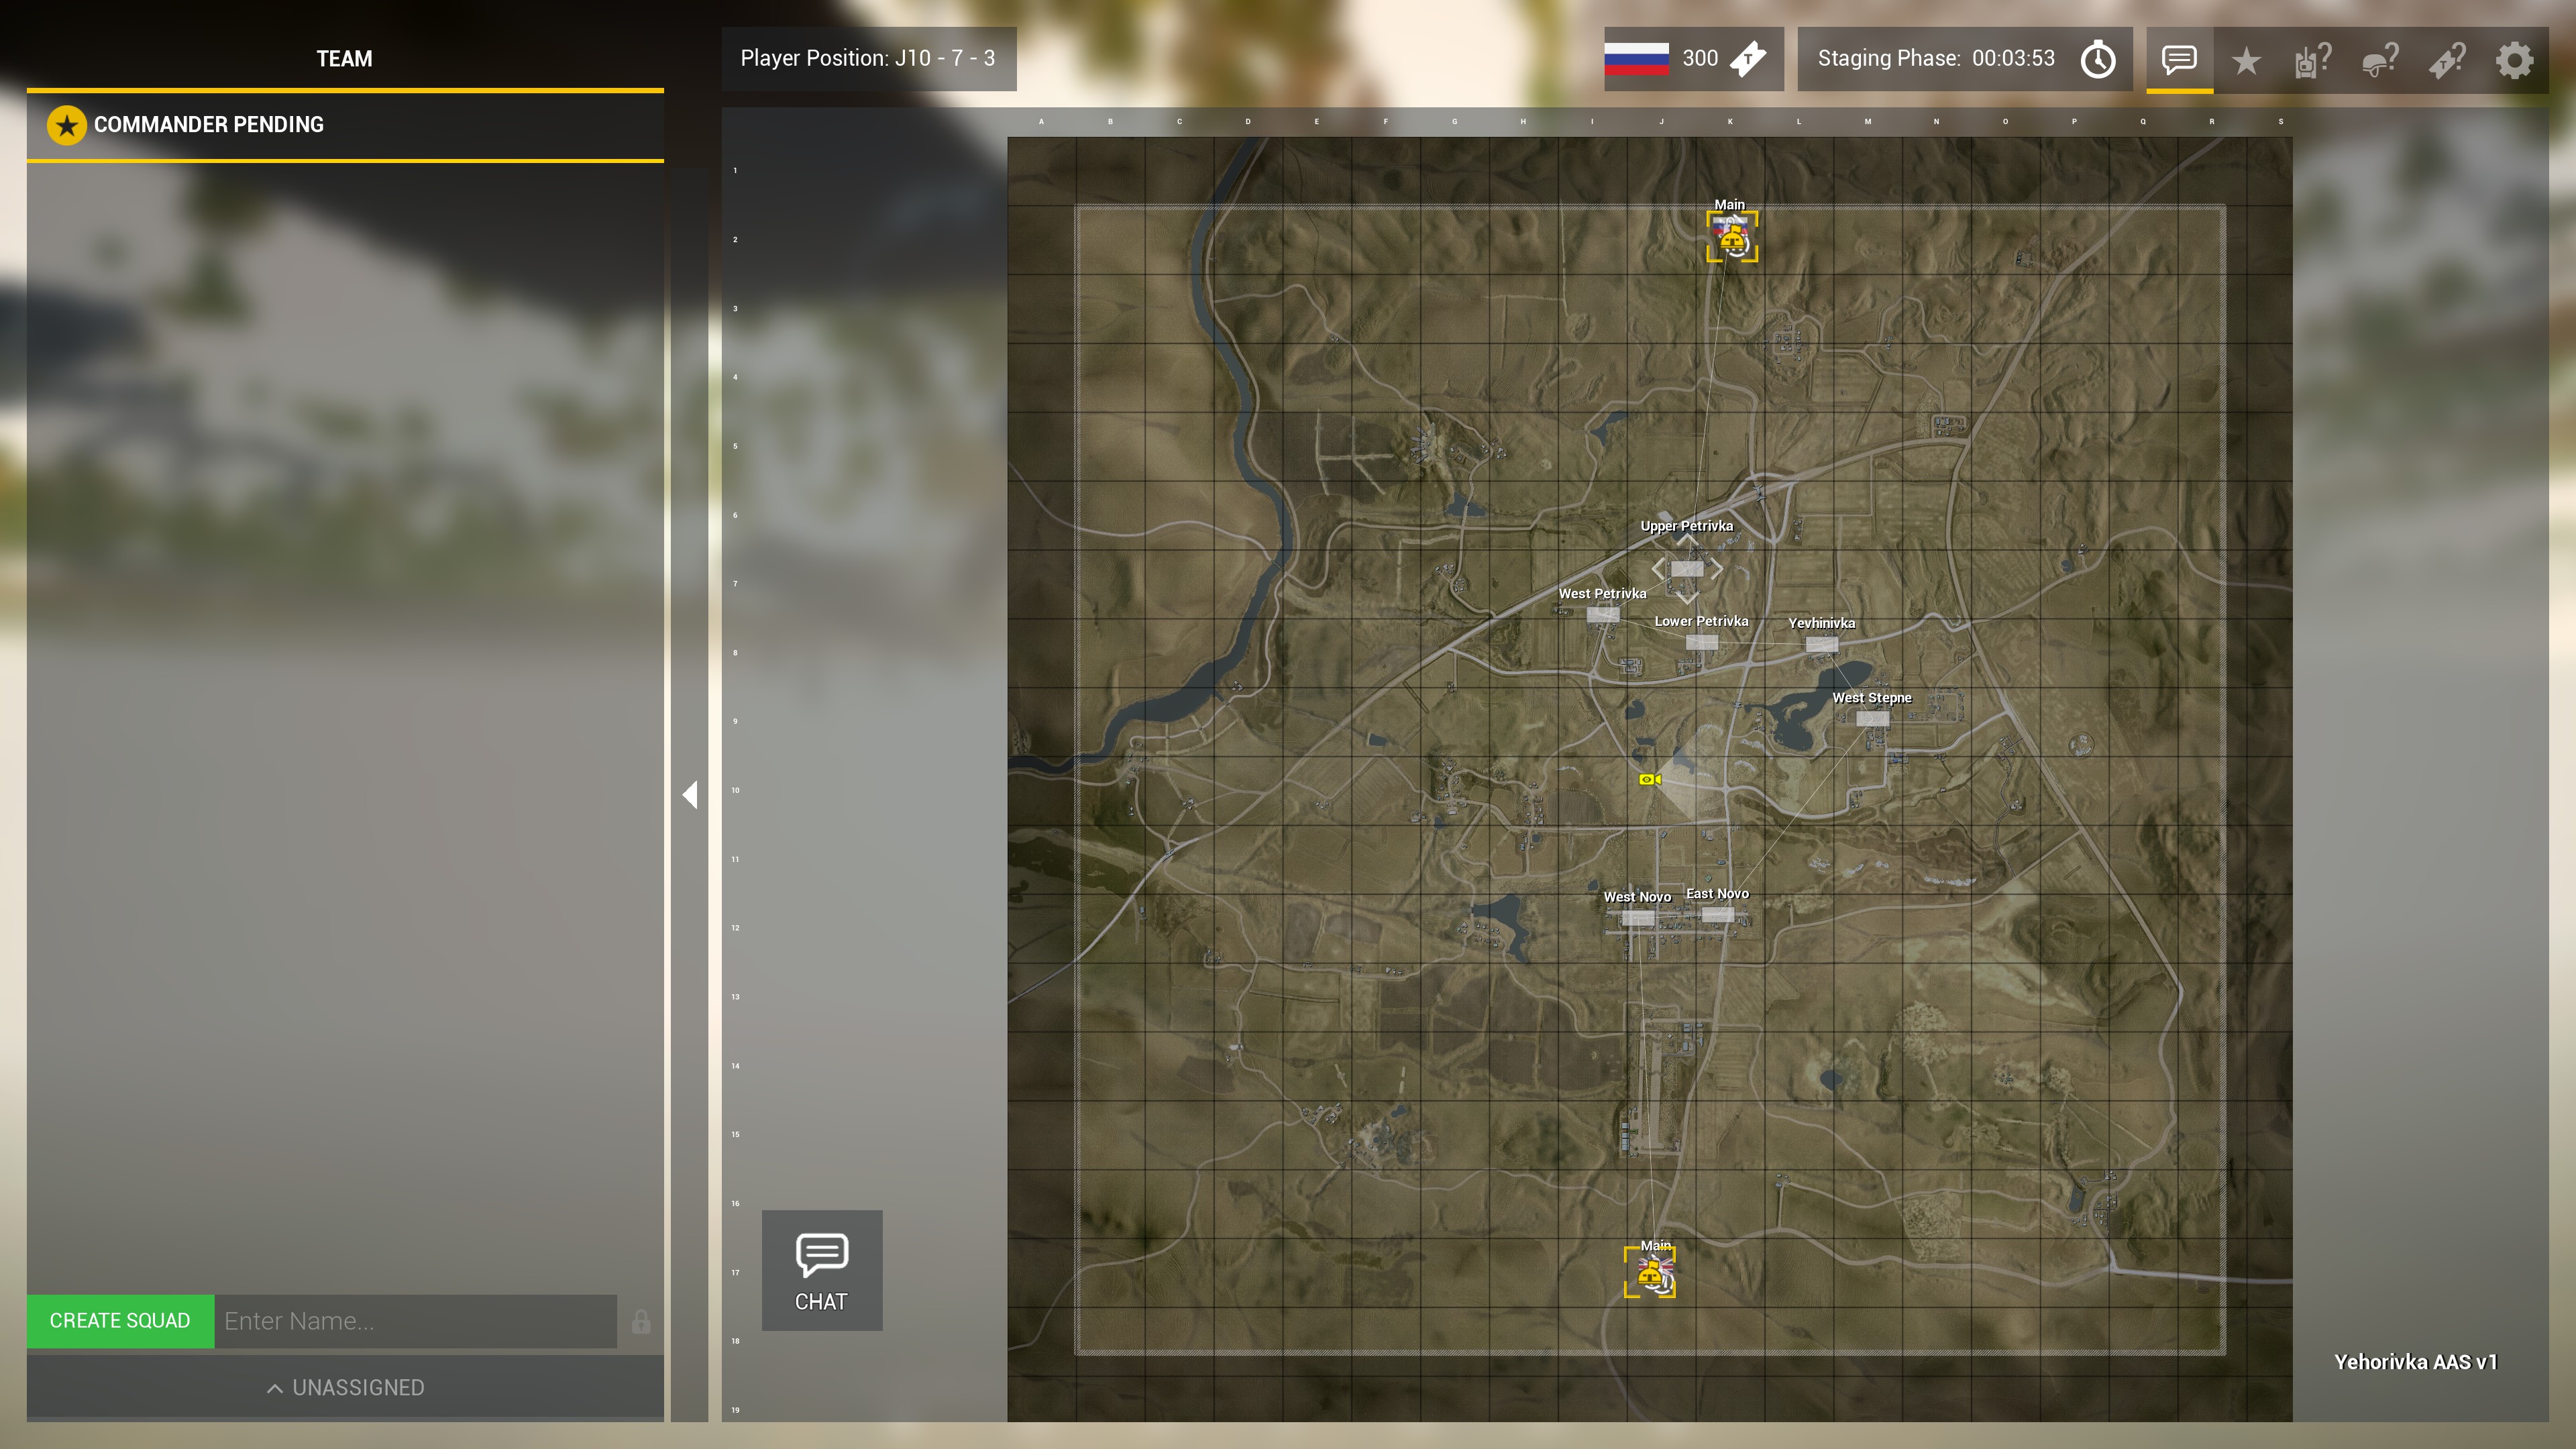 TEAM
COMMANDER PENDING
Player Position: J10 - 7 - 3
300
T
Staging Phase: 00:03:53
A B C D E F G H I J K L M N O P Q R S
1
2
3
4
5
6
7
8
9
10
11
12
13
14
15
16
17
18
19
Main
Upper Petrivka
West Petrivka
Lower Petrivka
Yevhinivka
West Stepne
West Novo
East Novo
Main
CHAT
CREATE SQUAD
Enter Name...
UNASSIGNED
Yehorivka AAS v1